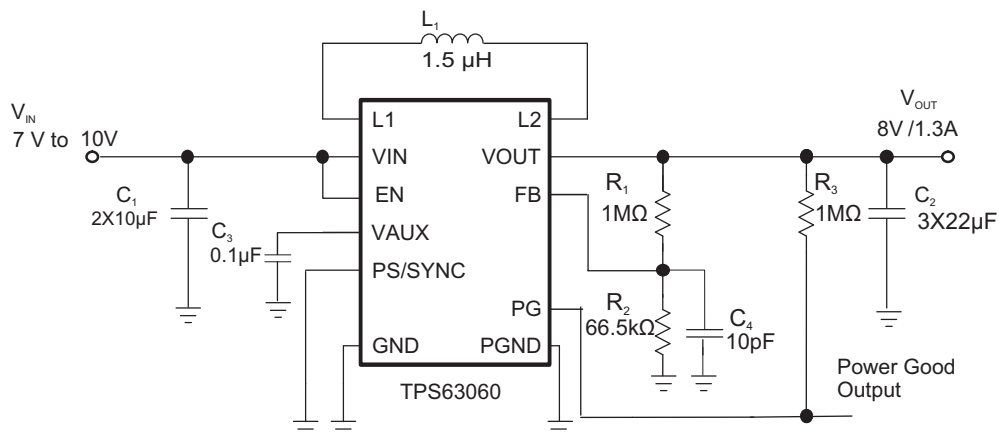 L₁
1.5 µH
V_IN
7 V to 10V
V_OUT
8V /1.3A
L1
L2
VIN
VOUT
EN
FB
VAUX
PS/SYNC
PG
GND
PGND
C₁
2X10µF
C₃
0.1µF
R₁
1MΩ
R₃
1MΩ
C₂
3X22µF
R₂
66.5kΩ
C₄
10pF
Power Good
Output
TPS63060